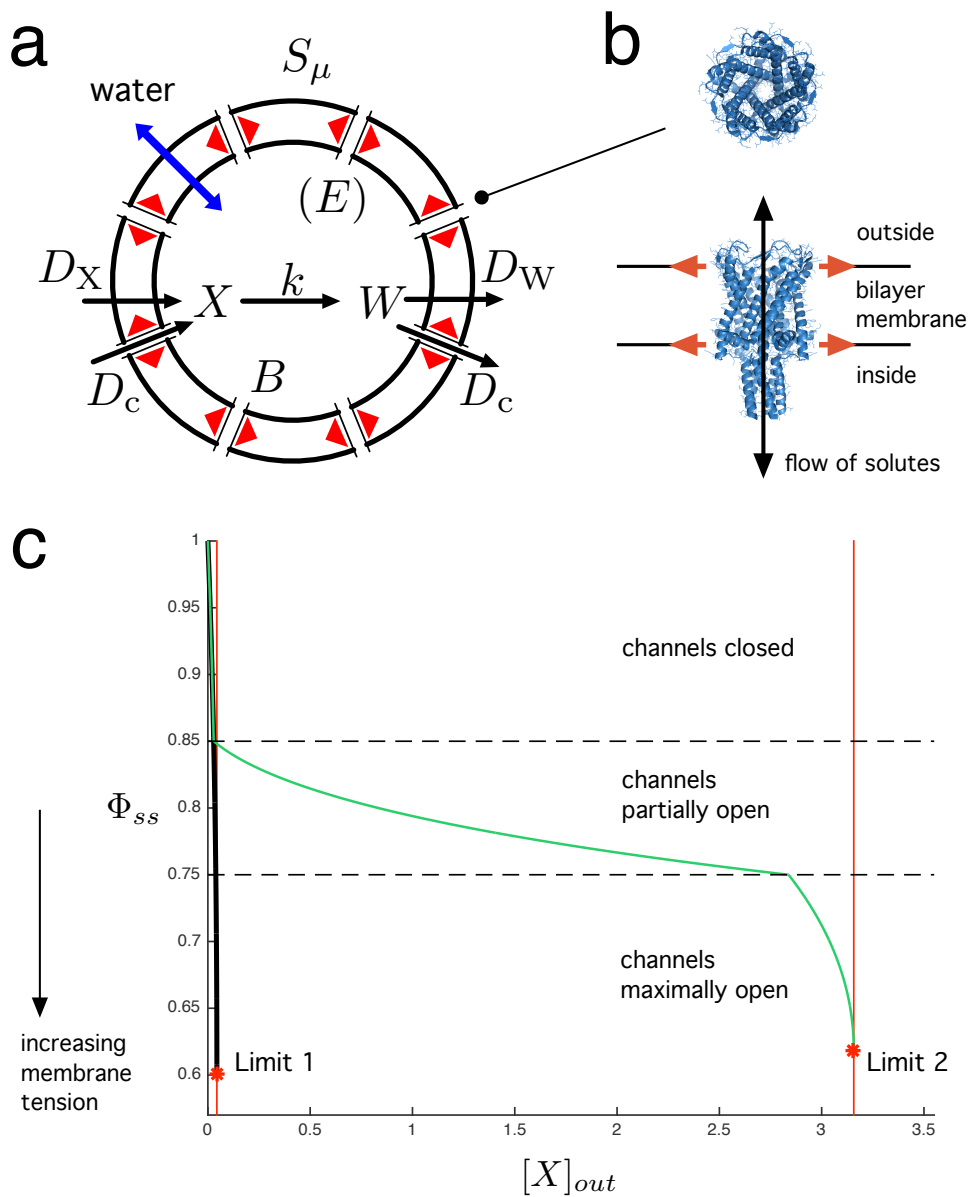 a
b
S_μ
water
(E)
D_X
X
k
W
D_W
D_c
B
D_c
outside
bilayer
membrane
inside
flow of solutes
c
1
0.95
0.9
0.85
0.8
0.75
0.7
0.65
0.6
Φ_ss
channels closed
channels
partially open
channels
maximally open
increasing
membrane
tension
Limit 1
Limit 2
0
0.5
1
1.5
2
2.5
3
3.5
[X]_out